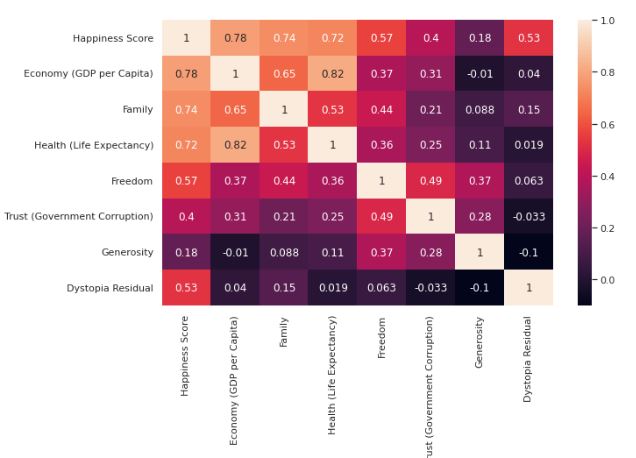 Happiness Score 1 0.78 0.74 0.72 0.57 0.4 0.18 0.53
Economy (GDP per Capita) 0.78 1 0.65 0.82 0.37 0.31 -0.01 0.04
Family 0.74 0.65 1 0.53 0.44 0.21 0.088 0.15
Health (Life Expectancy) 0.72 0.82 0.53 1 0.36 0.25 0.11 0.019
Freedom 0.57 0.37 0.44 0.36 1 0.49 0.37 0.063
Trust (Government Corruption) 0.4 0.31 0.21 0.25 0.49 1 0.28 -0.033
Generosity 0.18 -0.01 0.088 0.11 0.37 0.28 1 -0.1
Dystopia Residual 0.53 0.04 0.15 0.019 0.063 -0.033 -0.1 1
Happiness Score
Economy (GDP per Capita)
Family
Health (Life Expectancy)
Freedom
rust (Government Corruption)
Generosity
Dystopia Residual
1.0
0.8
0.6
0.4
0.2
0.0